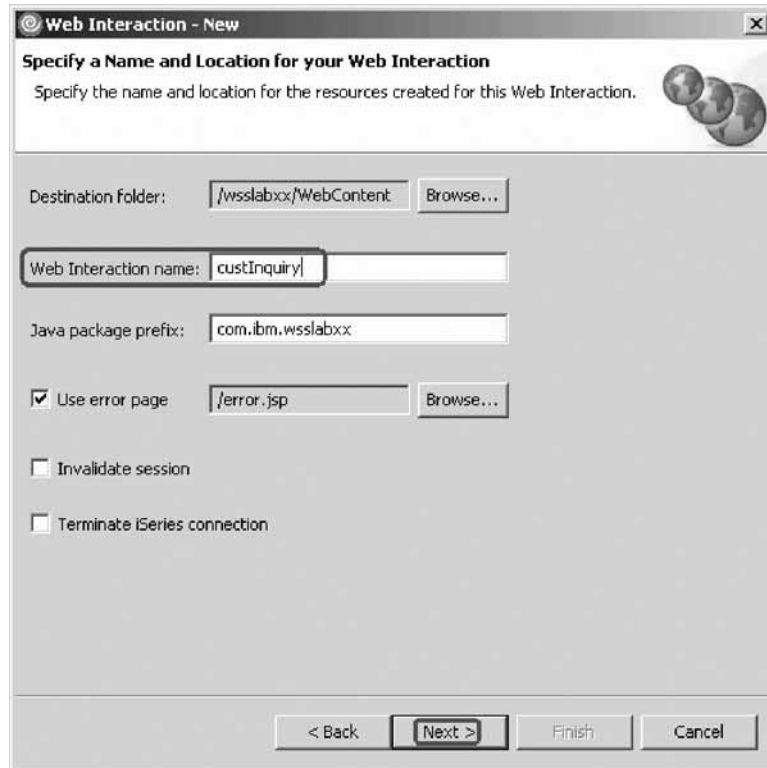 Web Interaction - New
Specify a Name and Location for your Web Interaction
Specify the name and location for the resources created for this Web Interaction.
Destination folder: /wsslabxx/WebContent Browse...
Web Interaction name: custInquiry
Java package prefix: com.ibm.wsslabxx
Use error page /error.jsp Browse...
Invalidate session
Terminate iSeries connection
< Back Next > Finish Cancel